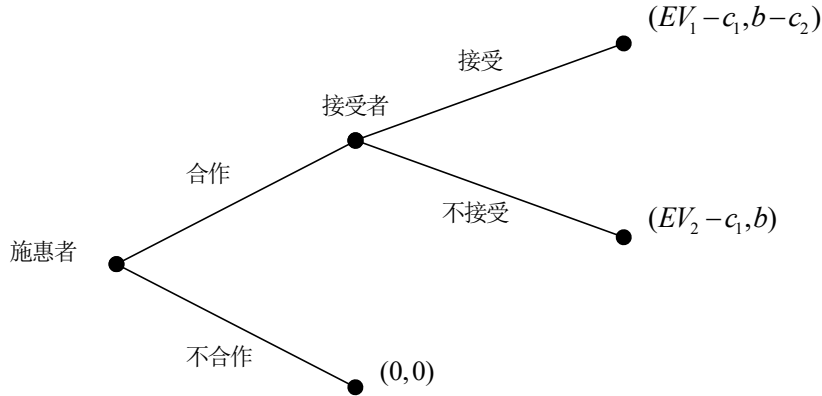 (EV₁−c₁,b−c₂)
接受
接受者
合作
不接受
(EV₂−c₁,b)
施惠者
不合作
(0,0)